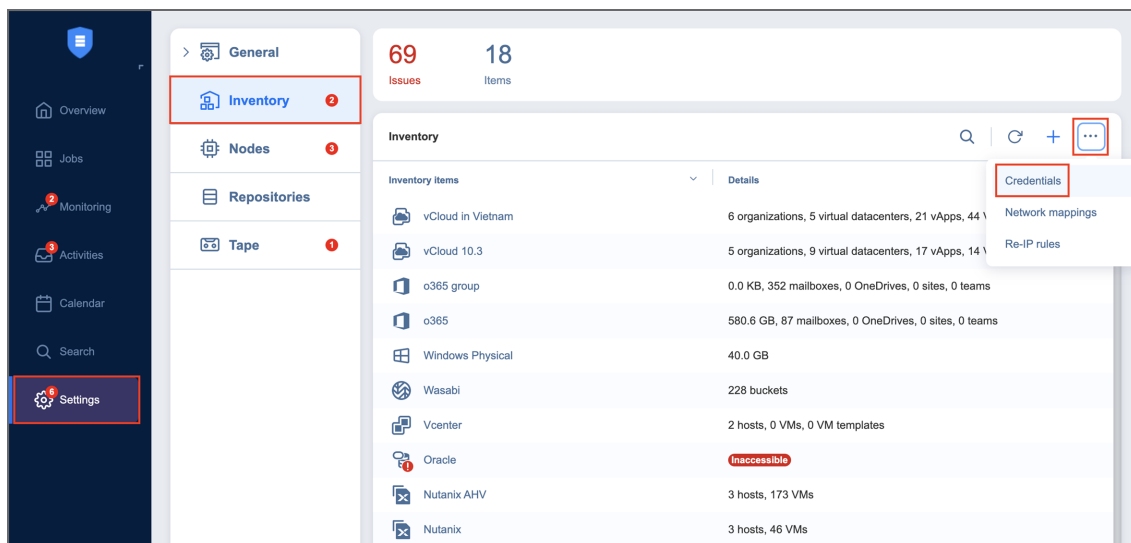 General
69
18
Issues
Items
Inventory
2
Overview
Inventory
Nodes
3
Jobs
Inventory items
Details
Credentials
2
Monitoring
Repositories
vCloud in Vietnam
6 organizations, 5 virtual datacenters, 21 vApps, 44
Network mappings
3
Activities
Tape
1
vCloud 10.3
5 organizations, 9 virtual datacenters, 17 vApps, 14
Re-IP rules
Calendar
o365 group
0.0 KB, 352 mailboxes, 0 OneDrives, 0 sites, 0 teams
o365
580.6 GB, 87 mailboxes, 0 OneDrives, 0 sites, 0 teams
Search
Windows Physical
40.0 GB
6
Settings
Wasabi
228 buckets
Vcenter
2 hosts, 0 VMs, 0 VM templates
Oracle
Inaccessible
Nutanix AHV
3 hosts, 173 VMs
Nutanix
3 hosts, 46 VMs